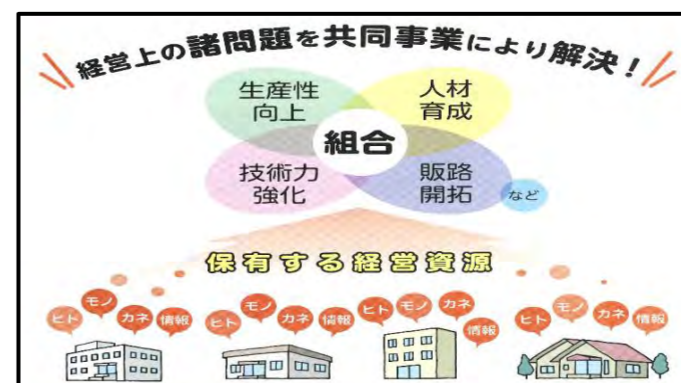 経営上の諸問題を共同事業により解決！
生産性
向上
人材
育成
組合
技術力
強化
販路
開拓
など
保有する経営資源
ヒト
モノ
カネ
情報
ヒト
モノ
カネ
情報
ヒト
モノ
カネ
情報
ヒト
モノ
カネ
情報